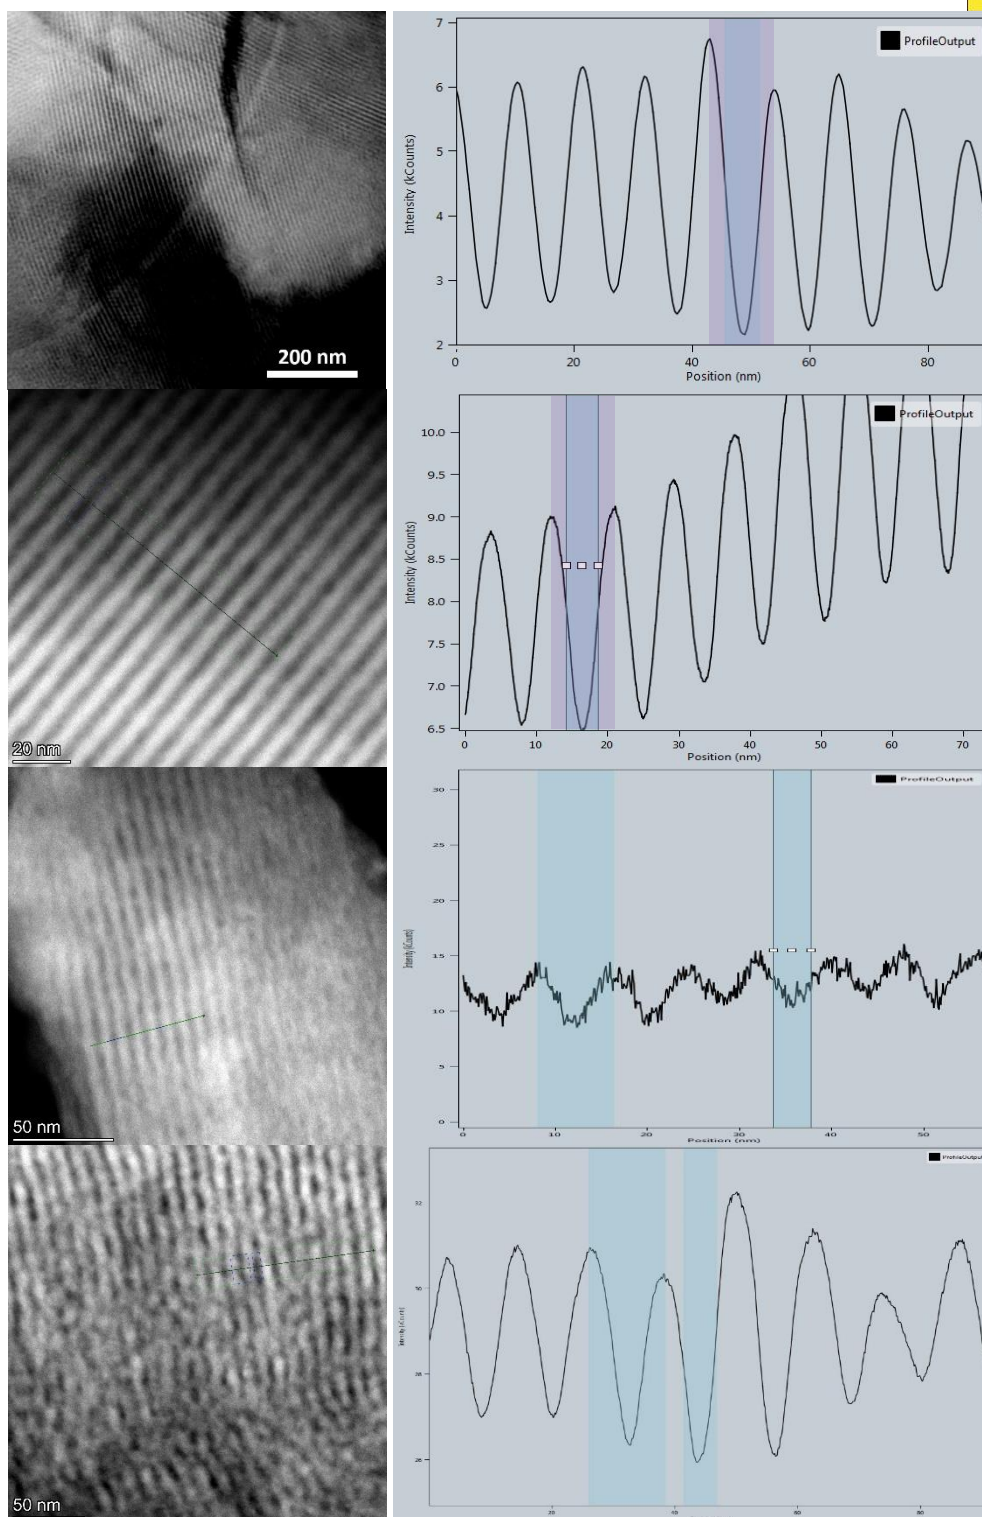 200 nm
7
6
5
4
3
2
Intensity (kCounts)
ProfileOutput
0 20 40 60 80
Position (nm)
20 nm
10.0
9.5
9.0
8.5
8.0
7.5
7.0
6.5
Intensity (kCounts)
ProfileOutput
0 10 20 30 40 50 60 70
Position (nm)
50 nm
30
25
20
15
10
5
0
Intensity (kCounts)
ProfileOutput
0 10 20 30 40 50
Position (nm)
50 nm
32
30
28
26
Intensity (kCounts)
ProfileOutput
20 40 60 80